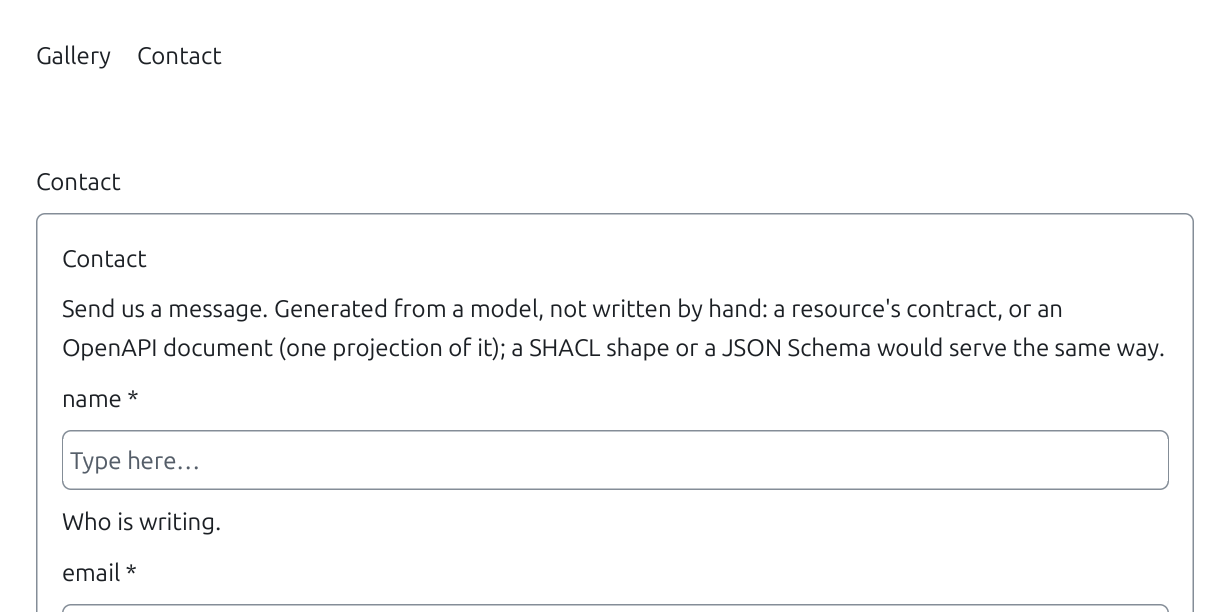 Gallery Contact
Contact
Contact
Send us a message. Generated from a model, not written by hand: a resource's contract, or an
OpenAPI document (one projection of it); a SHACL shape or a JSON Schema would serve the same way.
name *
Type here…
Who is writing.
email *